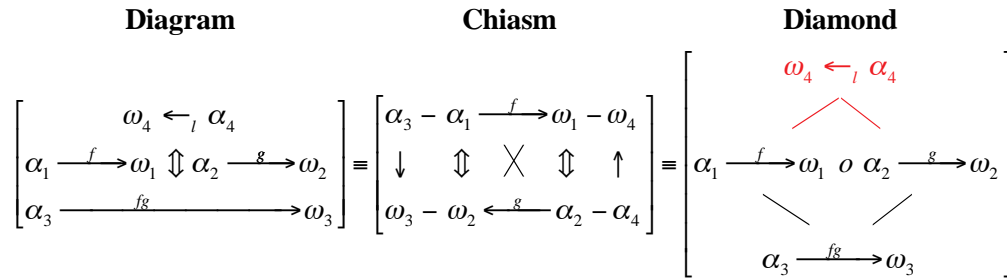 Diagram Chiasm Diamond
ω₄ ←ₗ α₄
α₁ —f→ ω₁ ⇕ α₂ —g→ ω₂
α₃ —fg→ ω₃
≡
α₃ – α₁ —f→ ω₁ – ω₄
↓ ⇕ ╳ ⇕ ↑
ω₃ – ω₂ ←g— α₂ – α₄
≡
ω₄ ←ₗ α₄
α₁ —f→ ω₁ o α₂ —g→ ω₂
α₃ —fg→ ω₃